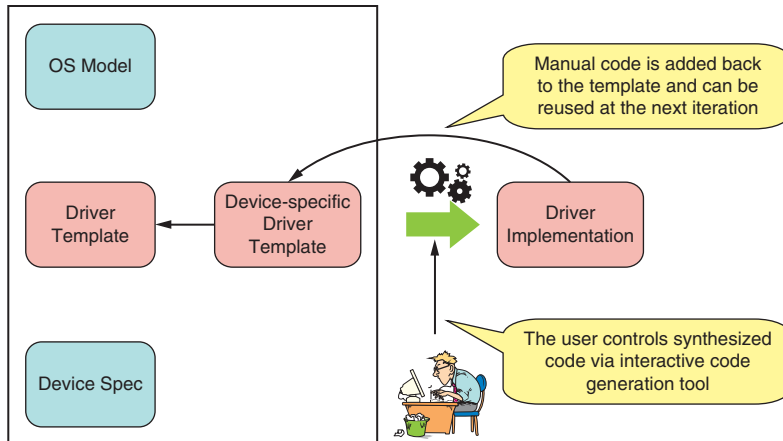 OS Model
Manual code is added back
to the template and can be
reused at the next iteration
Driver
Template
Device-specific
Driver
Template
Driver
Implementation
Device Spec
The user controls synthesized
code via interactive code
generation tool